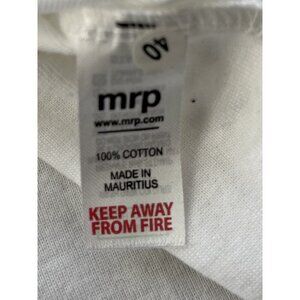 40
mrp
www.mrp.com
100% COTTON
MADE IN
MAURITIUS
KEEP AWAY
FROM FIRE